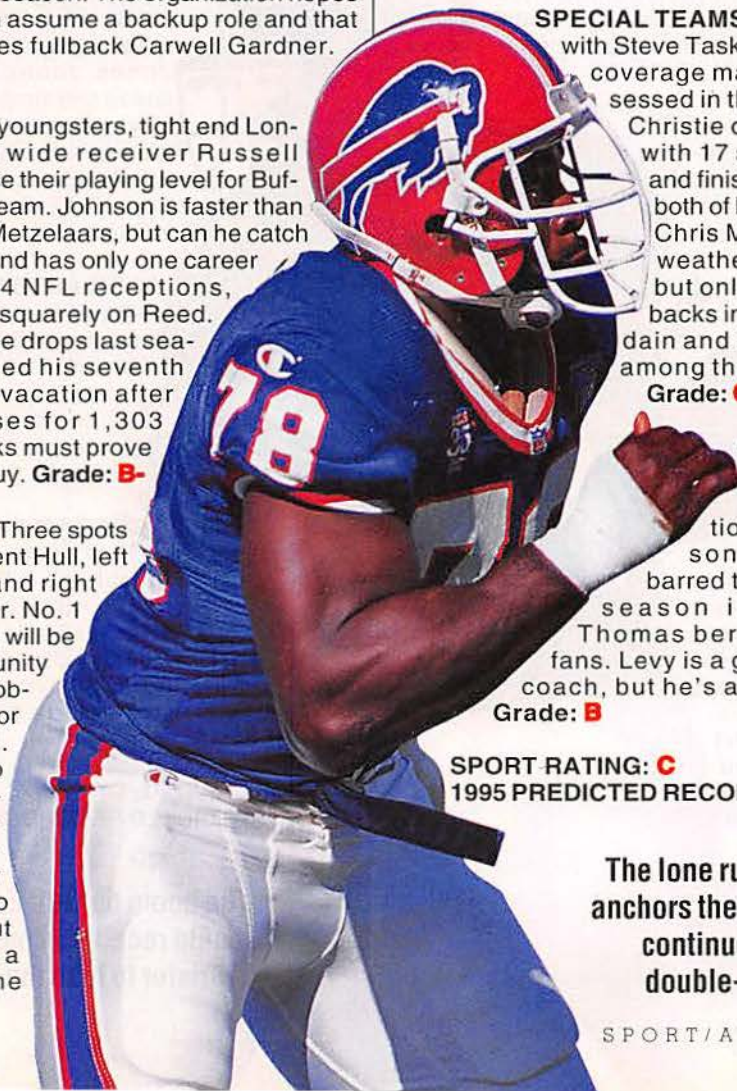 assume a backup role and that
es fullback Carwell Gardner.
youngsters, tight end Lon-
wide receiver Russell
e their playing level for Buf-
eam. Johnson is faster than
Metzelaars, but can he catch
nd has only one career
4 NFL receptions,
squarely on Reed.
e drops last sea-
ed his seventh
vacation after
ses for 1,303
ks must prove
uy. Grade: B-
Three spots
ent Hull, left
and right
r. No. 1
will be
unity
ob-
or
o
nt
a
he
C
78
SPECIAL TEAMS
with Steve Task
coverage ma
sessed in th
Christie c
with 17 s
and finis
both of
Chris M
weathe
but onl
backs in
dain and
among th
Grade:
tio
son
barred t
season i
Thomas ber
fans. Levy is a g
coach, but he's a
Grade: B
SPORT RATING: C
1995 PREDICTED RECO
The lone ru
anchors the
continu
double-
SPORT/A